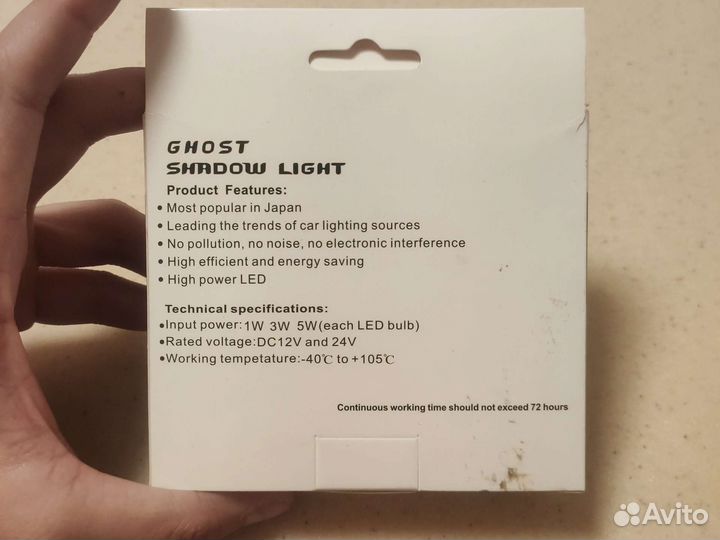 GHOST
SHADOW LIGHT
Product Features:
• Most popular in Japan
• Leading the trends of car lighting sources
• No pollution, no noise, no electronic interference
• High efficient and energy saving
• High power LED
Technical specifications:
•Input power:1W 3W 5W(each LED bulb)
•Rated voltage:DC12V and 24V
•Working tempetature:-40℃ to +105℃
Continuous working time should not exceed 72 hours
Avito